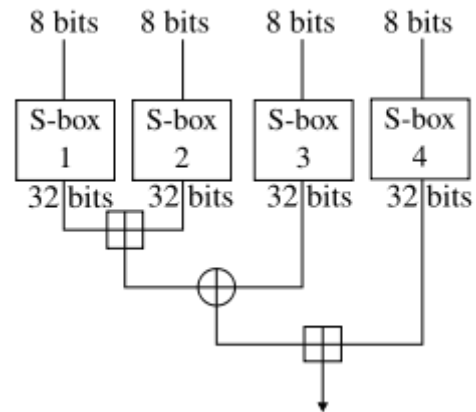 8 bits 8 bits 8 bits 8 bits
S-box S-box S-box S-box
1 2 3 4
32 bits 32 bits 32 bits 32 bits